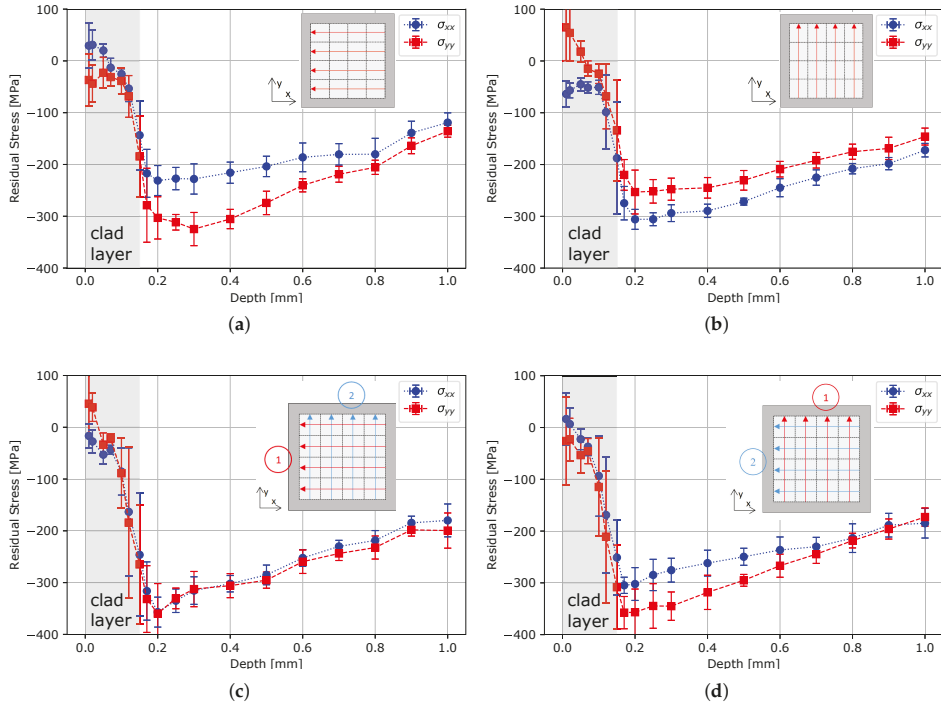 100
0
−100
−200
−300
−400
Residual Stress [MPa]
0.0
0.2
0.4
0.6
0.8
1.0
Depth [mm]
clad
layer
y
x
σxx
σyy
(a)
100
0
−100
−200
−300
−400
Residual Stress [MPa]
0.0
0.2
0.4
0.6
0.8
1.0
Depth [mm]
clad
layer
y
x
σxx
σyy
(b)
100
0
−100
−200
−300
−400
Residual Stress [MPa]
0.0
0.2
0.4
0.6
0.8
1.0
Depth [mm]
clad
layer
2
1
y
x
σxx
σyy
(c)
100
0
−100
−200
−300
−400
Residual Stress [MPa]
0.0
0.2
0.4
0.6
0.8
1.0
Depth [mm]
clad
layer
1
2
y
x
σxx
σyy
(d)